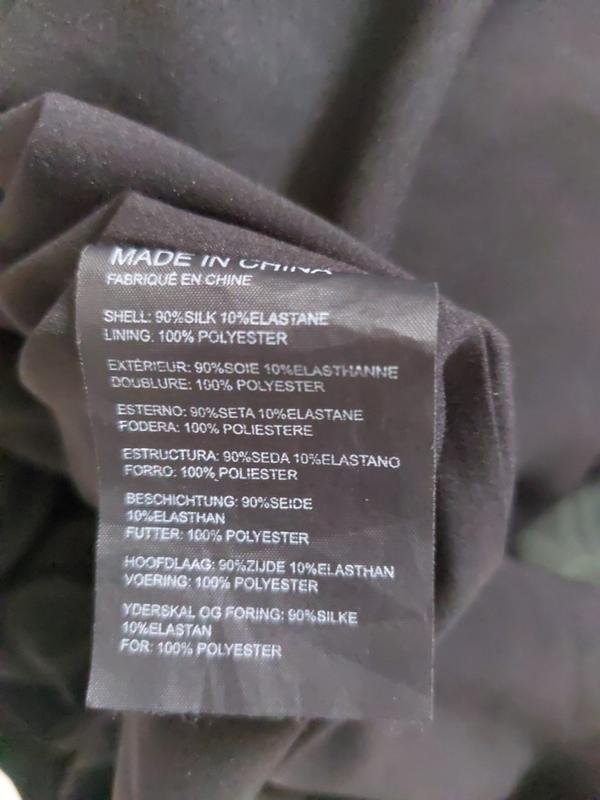 MADE IN CHINA
FABRIQUÉ EN CHINE
SHELL: 90%SILK 10%ELASTANE
LINING. 100% POLYESTER
EXTÉRIEUR: 90%SOIE 10%ELASTHANNE
DOUBLURE: 100% POLYESTER
ESTERNO: 90%SETA 10%ELASTANE
FODERA: 100% POLIESTERE
ESTRUCTURA: 90%SEDA 10%ELASTANO
FORRO: 100% POLIESTER
BESCHICHTUNG: 90%SEIDE
10%ELASTHAN
FUTTER: 100% POLYESTER
HOOFDLAAG: 90%ZIJDE 10%ELASTHAN
VOERING: 100% POLYESTER
YDERSKAL OG FORING: 90%SILKE
10%ELASTAN
FOR: 100% POLYESTER